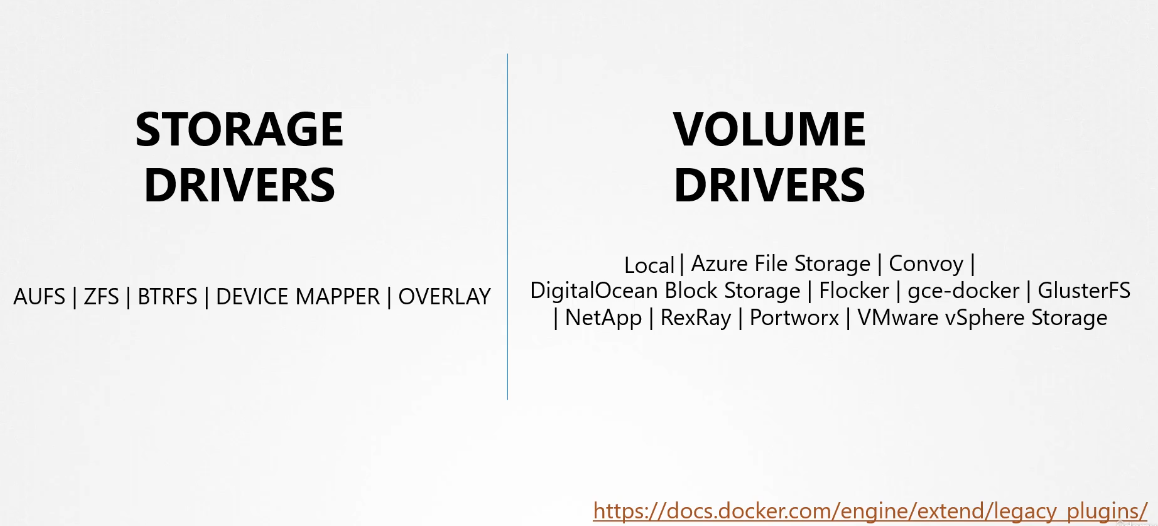 STORAGE
DRIVERS
AUFS | ZFS | BTRFS | DEVICE MAPPER | OVERLAY
VOLUME
DRIVERS
Local | Azure File Storage | Convoy |
DigitalOcean Block Storage | Flocker | gce-docker | GlusterFS
| NetApp | RexRay | Portworx | VMware vSphere Storage
https://docs.docker.com/engine/extend/legacy_plugins/